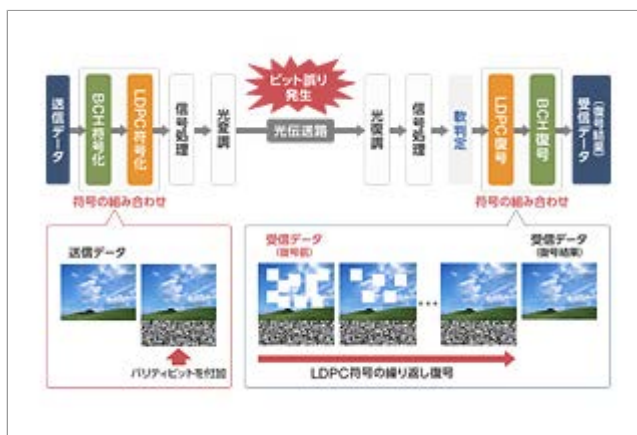 ビット誤り
発生
送信データ
BCH符号化
LDPC符号化
信号処理
光変調
光伝送路
光復調
信号処理
軟判定
LDPC復号
BCH復号
受信データ
(復号結果)
符号の組み合わせ
符号の組み合わせ
送信データ
パリティビットを付加
受信データ
(復号前)
受信データ
(復号結果)
...
LDPC符号の繰り返し復号